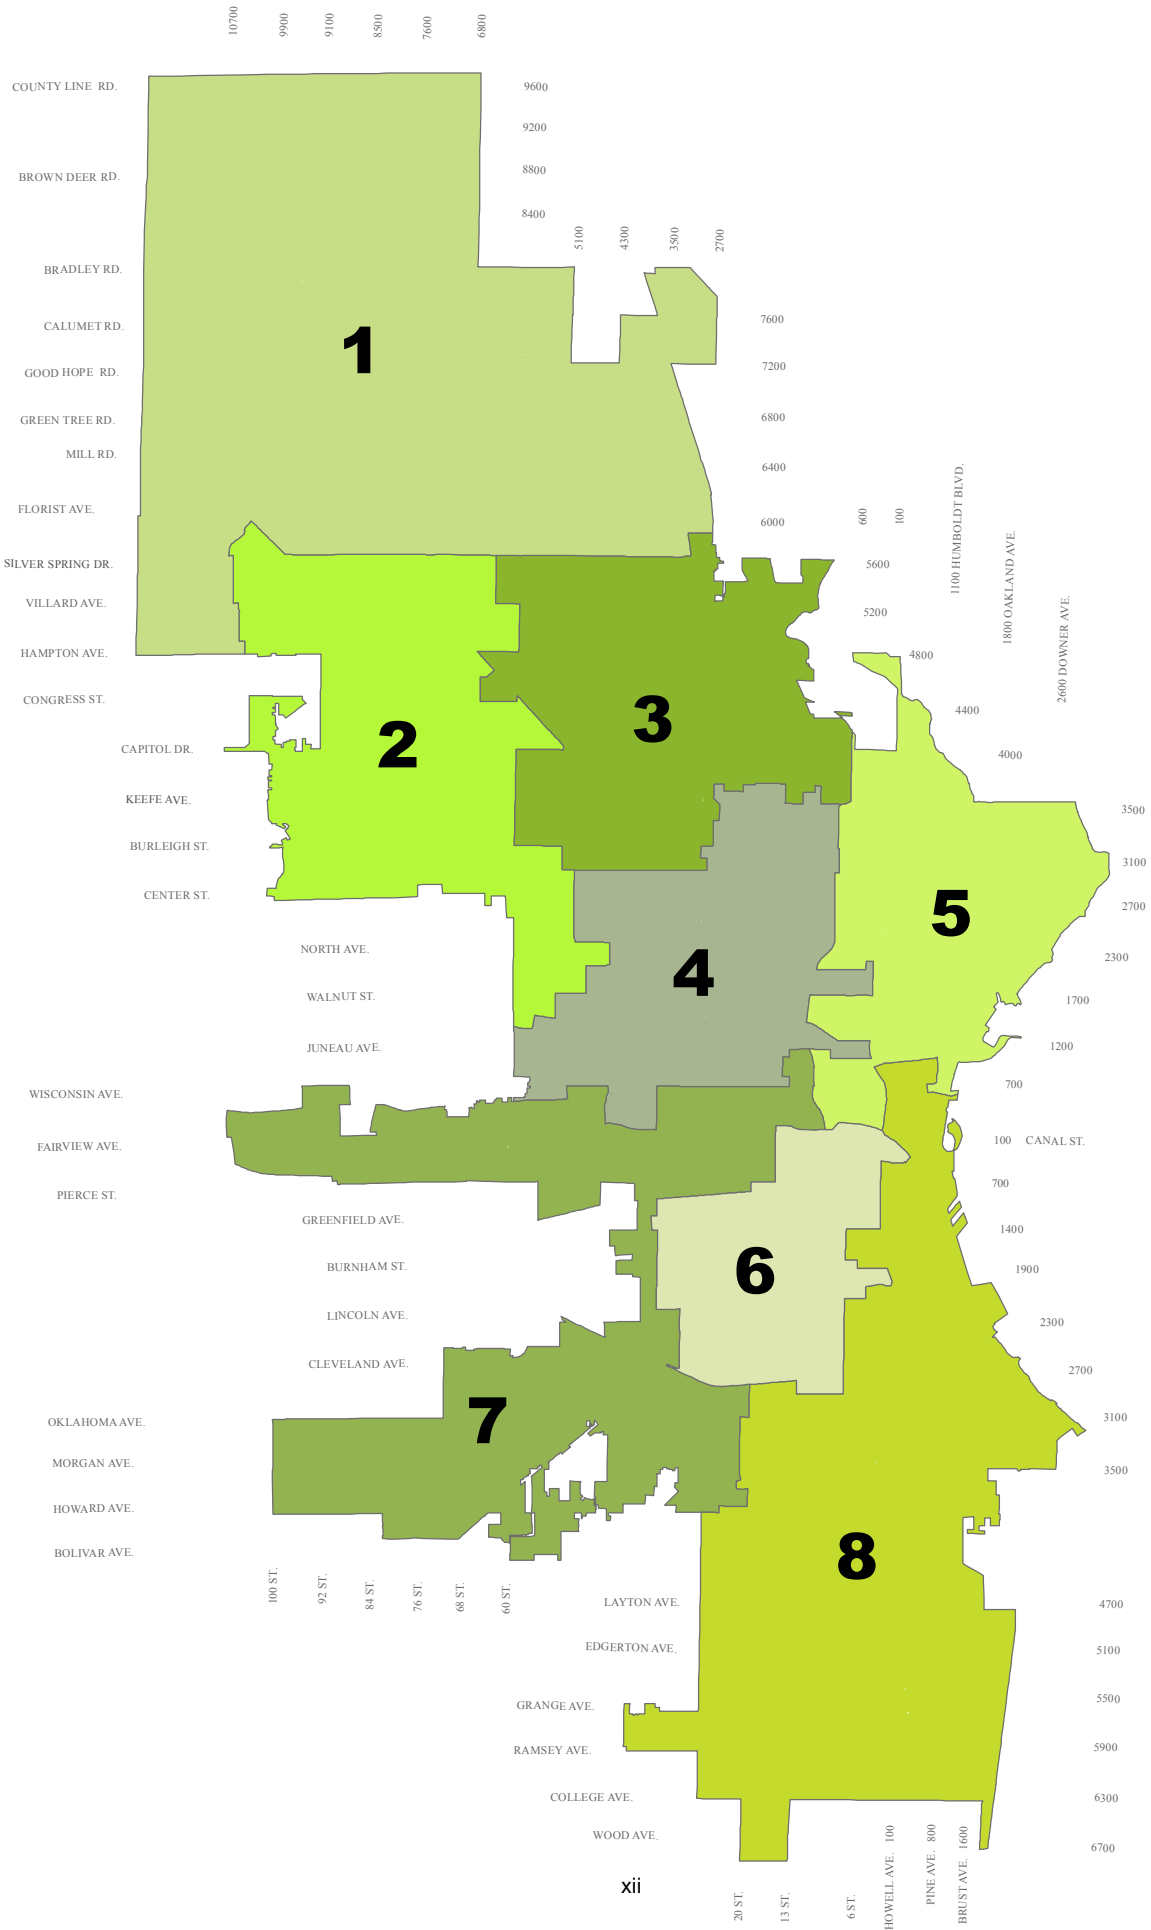 10700
9900
9100
8500
7600
6800
COUNTY LINE RD.
9600
9200
BROWN DEER RD.
8800
8400
5100
4300
3500
2700
BRADLEY RD.
CALUMET RD.
7600
1
GOOD HOPE RD.
7200
GREEN TREE RD.
6800
MILL RD.
6400
FLORIST AVE.
6000
600
100
1100 HUMBOLDT BLVD.
1800 OAKLAND AVE.
2600 DOWNER AVE.
SILVER SPRING DR.
5600
VILLARD AVE.
5200
HAMPTON AVE.
4800
CONGRESS ST.
4400
3
2
CAPITOL DR.
4000
KEEFE AVE.
3500
BURLEIGH ST.
3100
CENTER ST.
2700
5
NORTH AVE.
2300
4
WALNUT ST.
1700
JUNEAU AVE.
1200
WISCONSIN AVE.
700
FAIRVIEW AVE.
100 CANAL ST.
PIERCE ST.
700
GREENFIELD AVE.
1400
BURNHAM ST.
1900
6
LINCOLN AVE.
2300
CLEVELAND AVE.
2700
OKLAHOMA AVE.
3100
7
MORGAN AVE.
3500
HOWARD AVE.
BOLIVAR AVE.
8
100 ST.
92 ST.
84 ST.
76 ST.
68 ST.
60 ST.
LAYTON AVE.
4700
EDGERTON AVE.
5100
GRANGE AVE.
5500
RAMSEY AVE.
5900
COLLEGE AVE.
6300
WOOD AVE.
6700
xii
20 ST.
13 ST.
6 ST.
HOWELL AVE. 100
PINE AVE. 800
BRUST AVE. 1600